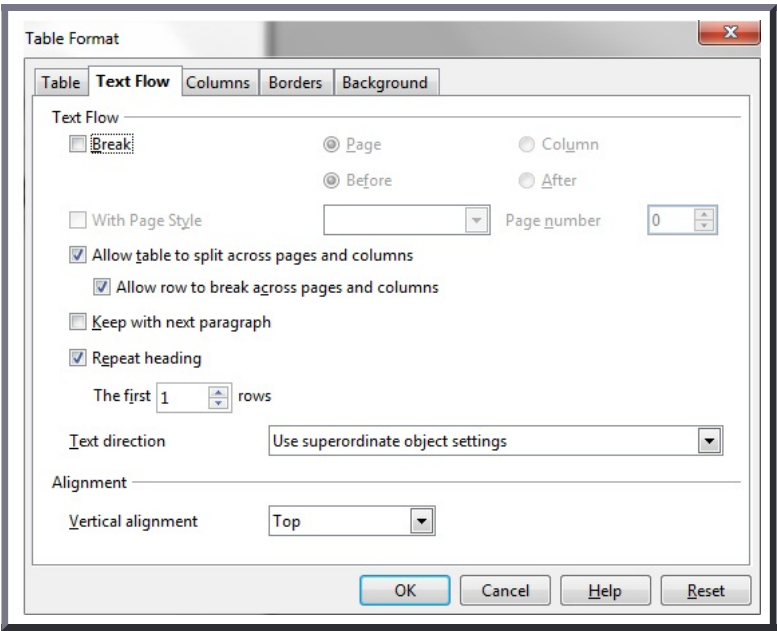 Table Format
Table Text Flow Columns Borders Background
Text Flow
Break Page Column
Before After
With Page Style Page number 0
Allow table to split across pages and columns
Allow row to break across pages and columns
Keep with next paragraph
Repeat heading
The first 1 rows
Text direction Use superordinate object settings
Alignment
Vertical alignment Top
OK Cancel Help Reset